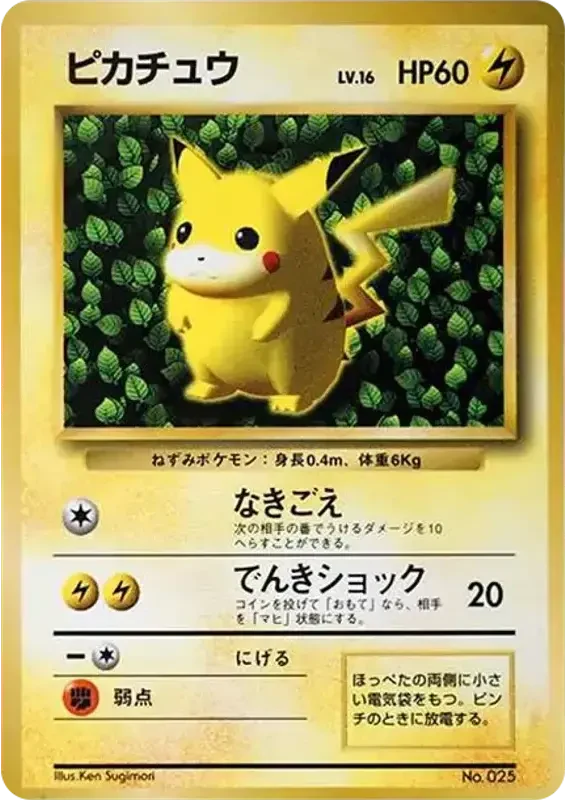 ピカチュウ LV.16 HP60
ねずみポケモン：身長0.4m、体重6Kg
なきごえ
次の相手の番でうけるダメージを10
へらすことができる。
でんきショック 20
コインを投げて「おもて」なら、相手
を「マヒ」状態にする。
にげる
弱点
ほっぺたの両側に小さ
い電気袋をもつ。ピン
チのときに放電する。
Illus.Ken Sugimori No.025